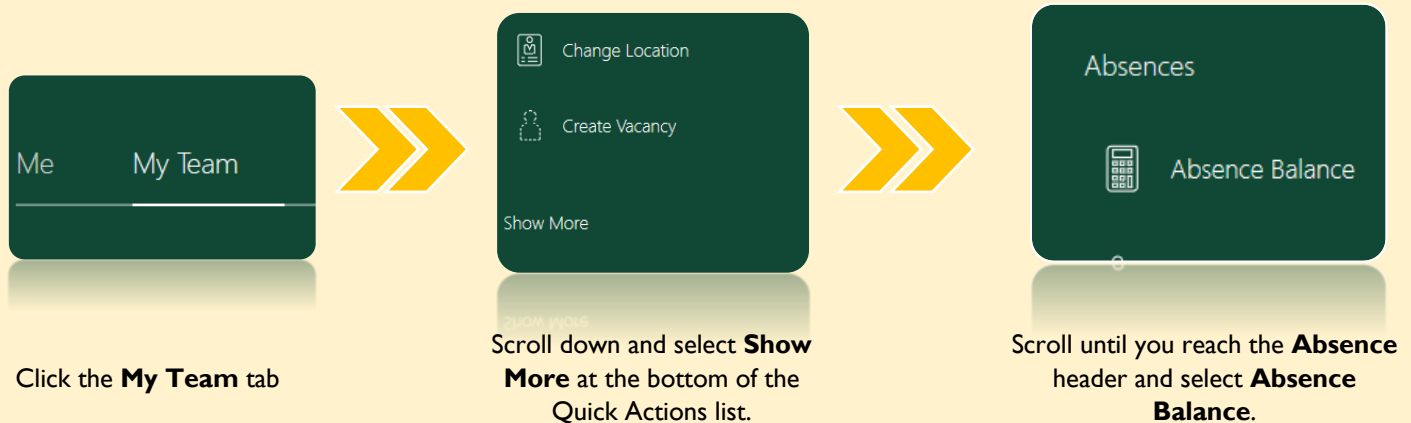 Me My Team
Click the My Team tab
Change Location
Create Vacancy
Show More
Show More
Scroll down and select Show
More at the bottom of the
Quick Actions list.
Absences
Absence Balance
Scroll until you reach the Absence
header and select Absence
Balance.